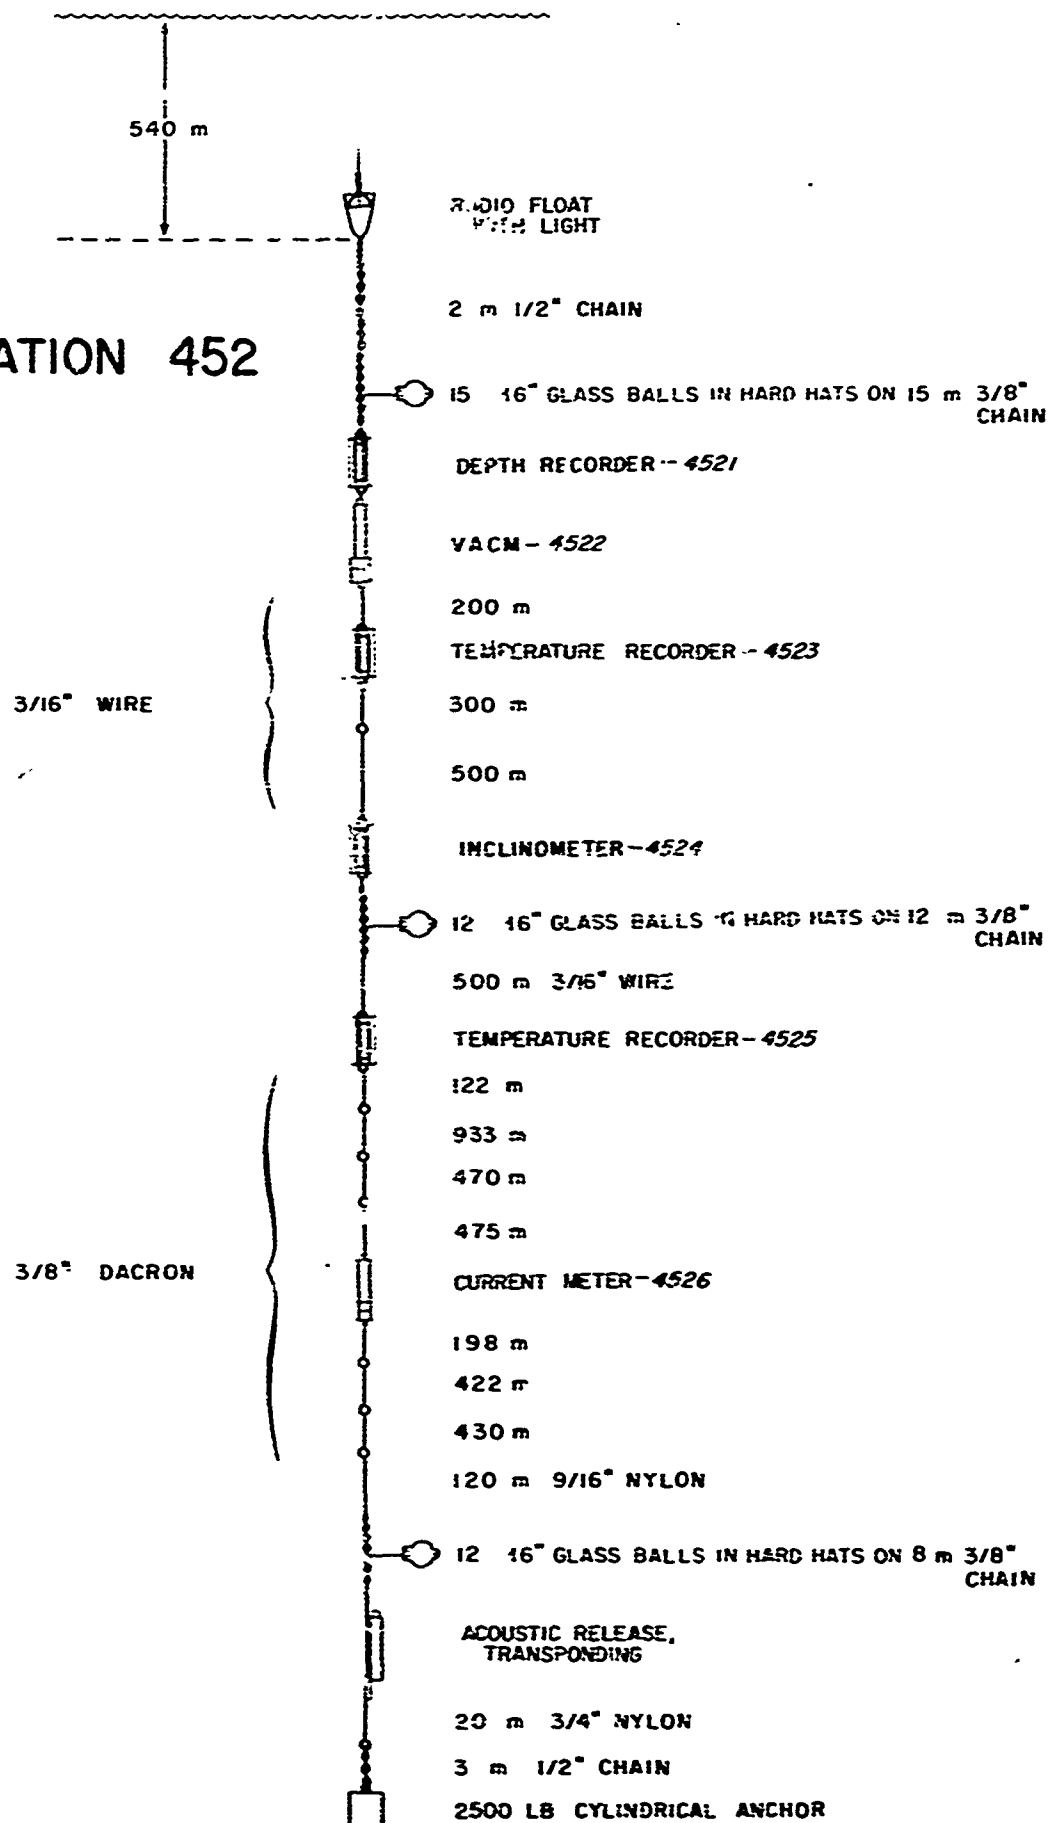 540 m
RADIO FLOAT
WITH LIGHT
2 m 1/2" CHAIN
ATION 452
15 16" GLASS BALLS IN HARD HATS ON 15 m 3/8"
CHAIN
DEPTH RECORDER - 4521
VACM - 4522
200 m
TEMPERATURE RECORDER - 4523
3/16" WIRE
300 m
500 m
INCLINOMETER - 4524
12 16" GLASS BALLS IN HARD HATS ON 12 m 3/8"
CHAIN
500 m 3/16" WIRE
TEMPERATURE RECORDER - 4525
122 m
933 m
470 m
475 m
3/8" DACRON
CURRENT METER - 4526
198 m
422 m
430 m
120 m 9/16" NYLON
12 16" GLASS BALLS IN HARD HATS ON 8 m 3/8"
CHAIN
ACOUSTIC RELEASE,
TRANSPONDING
20 m 3/4" NYLON
3 m 1/2" CHAIN
2500 LB CYLINDRICAL ANCHOR